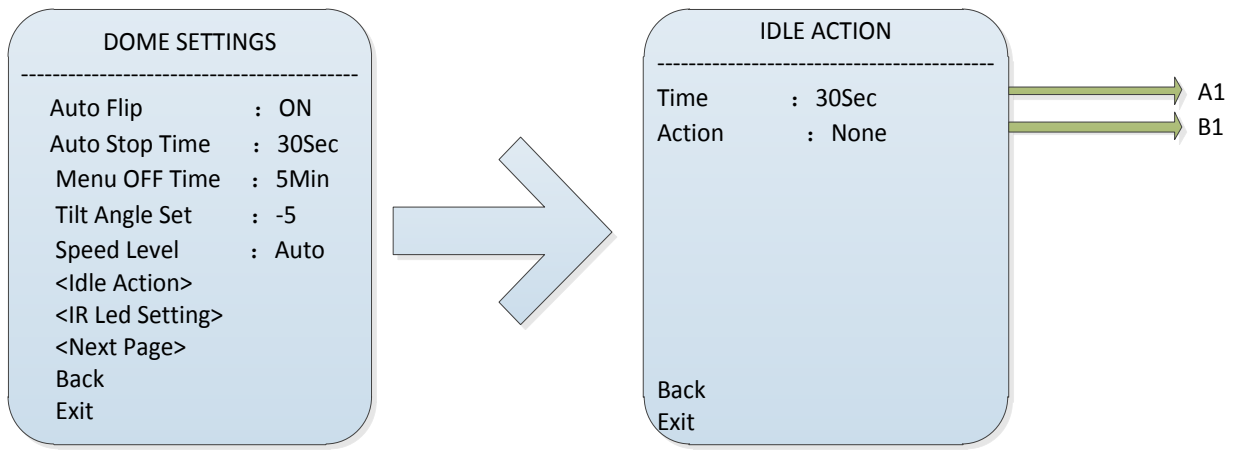 DOME SETTINGS
--------------------------------------------
Auto Flip : ON
Auto Stop Time : 30Sec
Menu OFF Time : 5Min
Tilt Angle Set : -5
Speed Level : Auto
<Idle Action>
<IR Led Setting>
<Next Page>
Back
Exit
IDLE ACTION
--------------------------------------------
Time : 30Sec
Action : None
Back
Exit
A1
B1